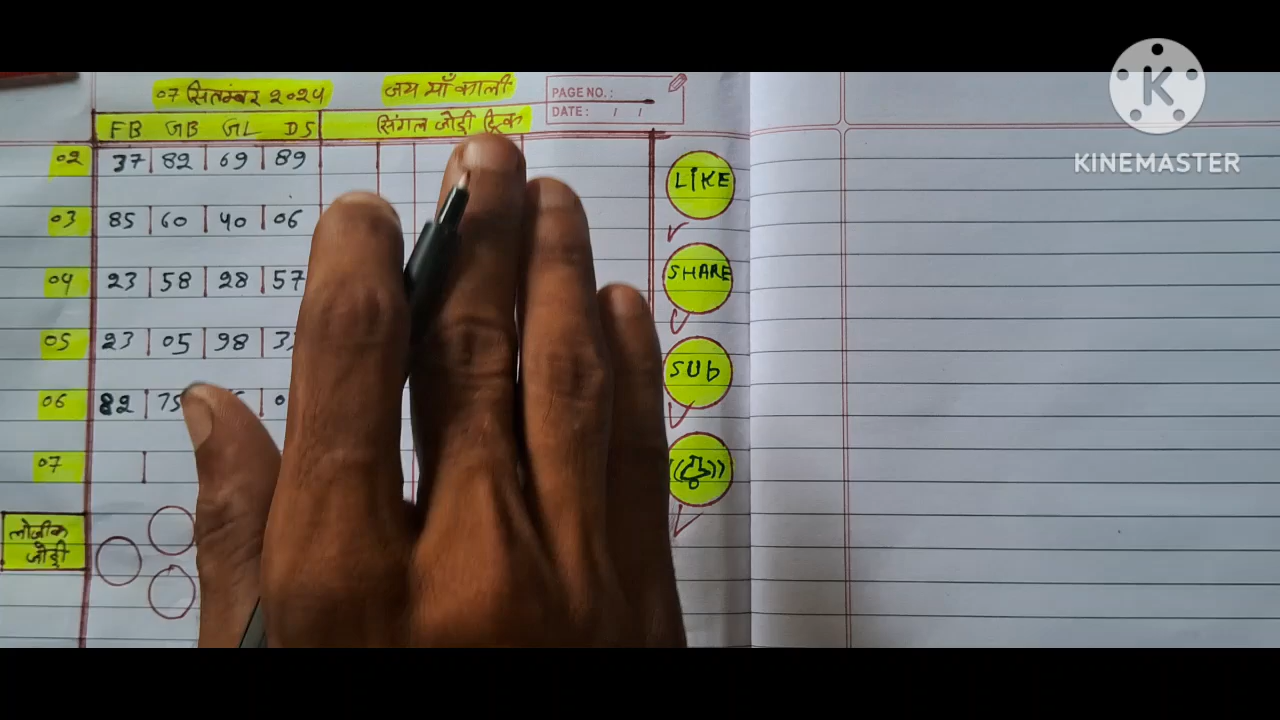 07 सितम्बर 2024 जय माँ काली
PAGE NO.:
DATE: / /
FB GB GL DS सिंगल जोड़ी ट्रिक
02 37 82 69 89
03 85 60 40 06
04 23 58 28 57
05 23 05 98
06 82
07
लोजीक
जोड़ी
LIKE
SHARE
SUb
K
KINEMASTER